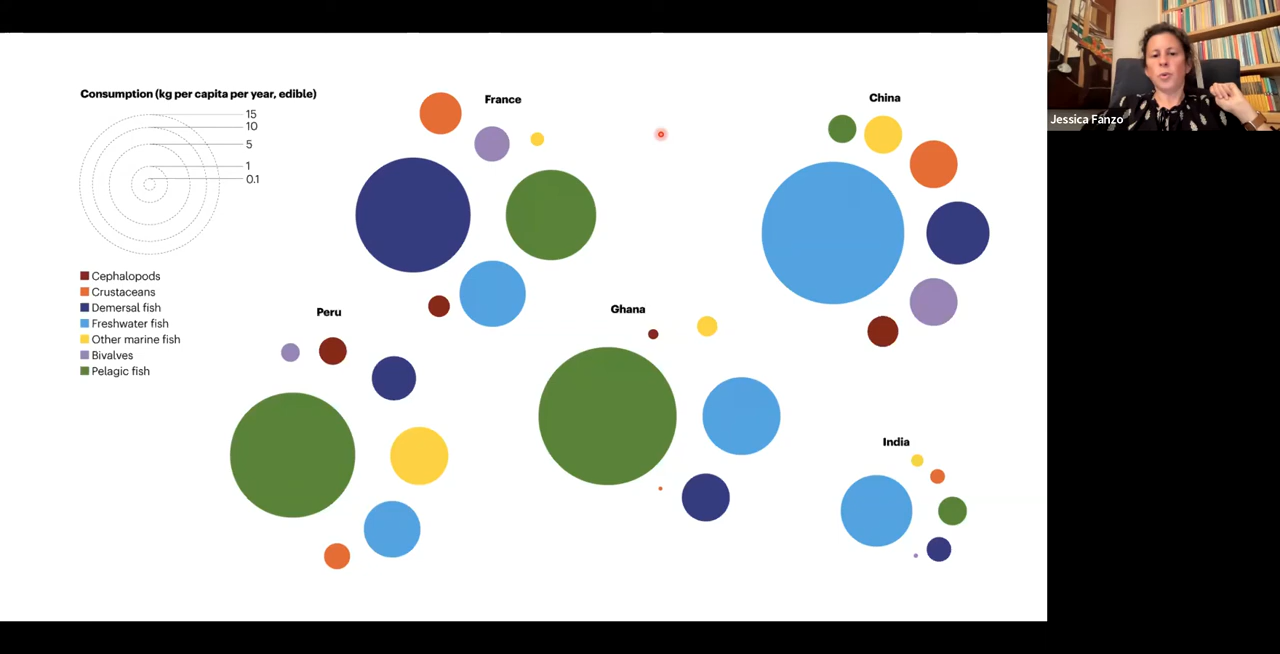 Consumption (kg per capita per year, edible)
15
10
5
1
0.1
Cephalopods
Crustaceans
Demersal fish
Freshwater fish
Other marine fish
Bivalves
Pelagic fish
France
China
Peru
Ghana
India
Jessica Fanzo